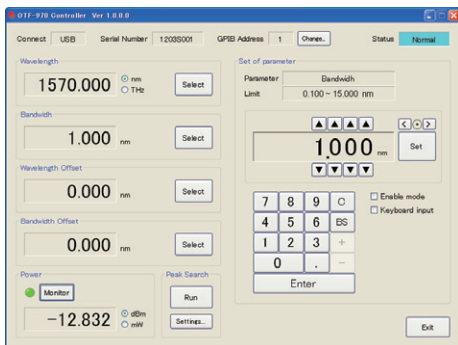 OTF-970 Controller Ver 1.0.0.0
Connect USB Serial Number 1203S001 GPIB Address 1 Change.. Status Normal
Wavelength
1570.000 nm THz Select
Bandwidh
1.000 nm Select
Wavelength Offset
0.000 nm Select
Bandwidth Offset
0.000 nm Select
Power
Monitor
-12.832 dBm mW
Peak Search
Run
Settings...
Set of parameter
Parameter Bandwidh
Limit 0.100 ~ 15.000 nm
1.000 nm Set
7 8 9 C
4 5 6 BS
1 2 3 +
0 . -
Enter
Enable mode
Keyboard input
Exit